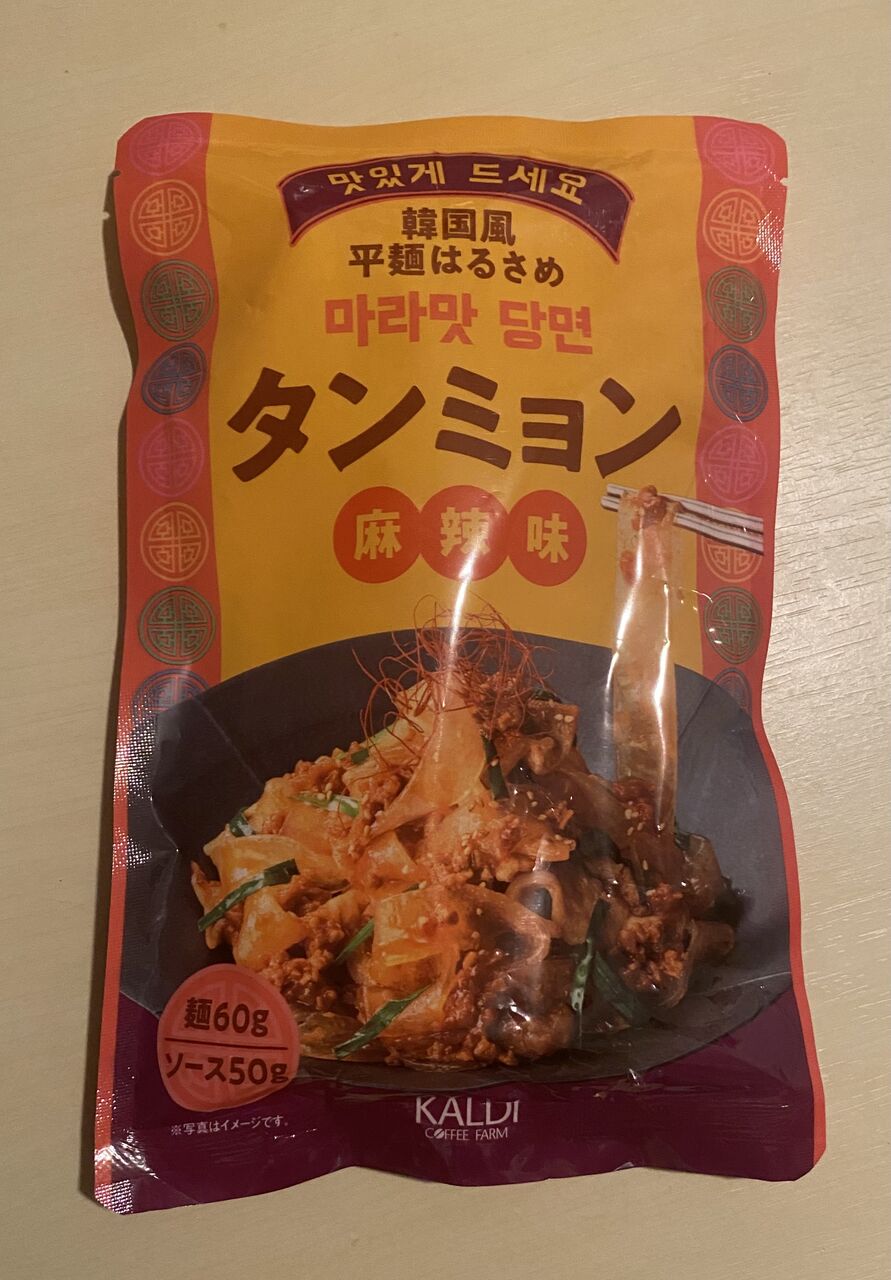 맛있게 드세요
韓国風
平麺はるさめ
마라맛 당면
タンミョン
麻辣味
麺60g
ソース50g
※写真はイメージです。
KALDI
COFFEE FARM